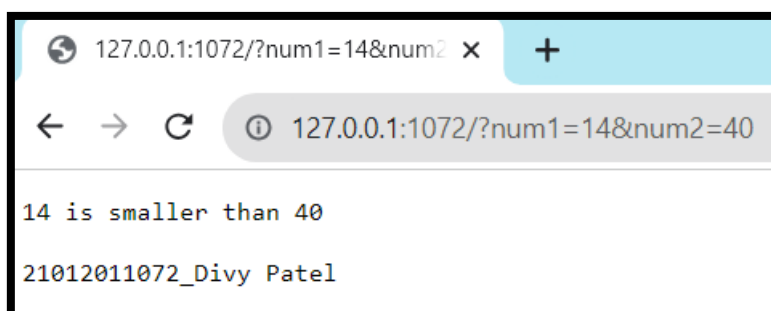 127.0.0.1:1072/?num1=14&num2
127.0.0.1:1072/?num1=14&num2=40
14 is smaller than 40
21012011072_Divy Patel